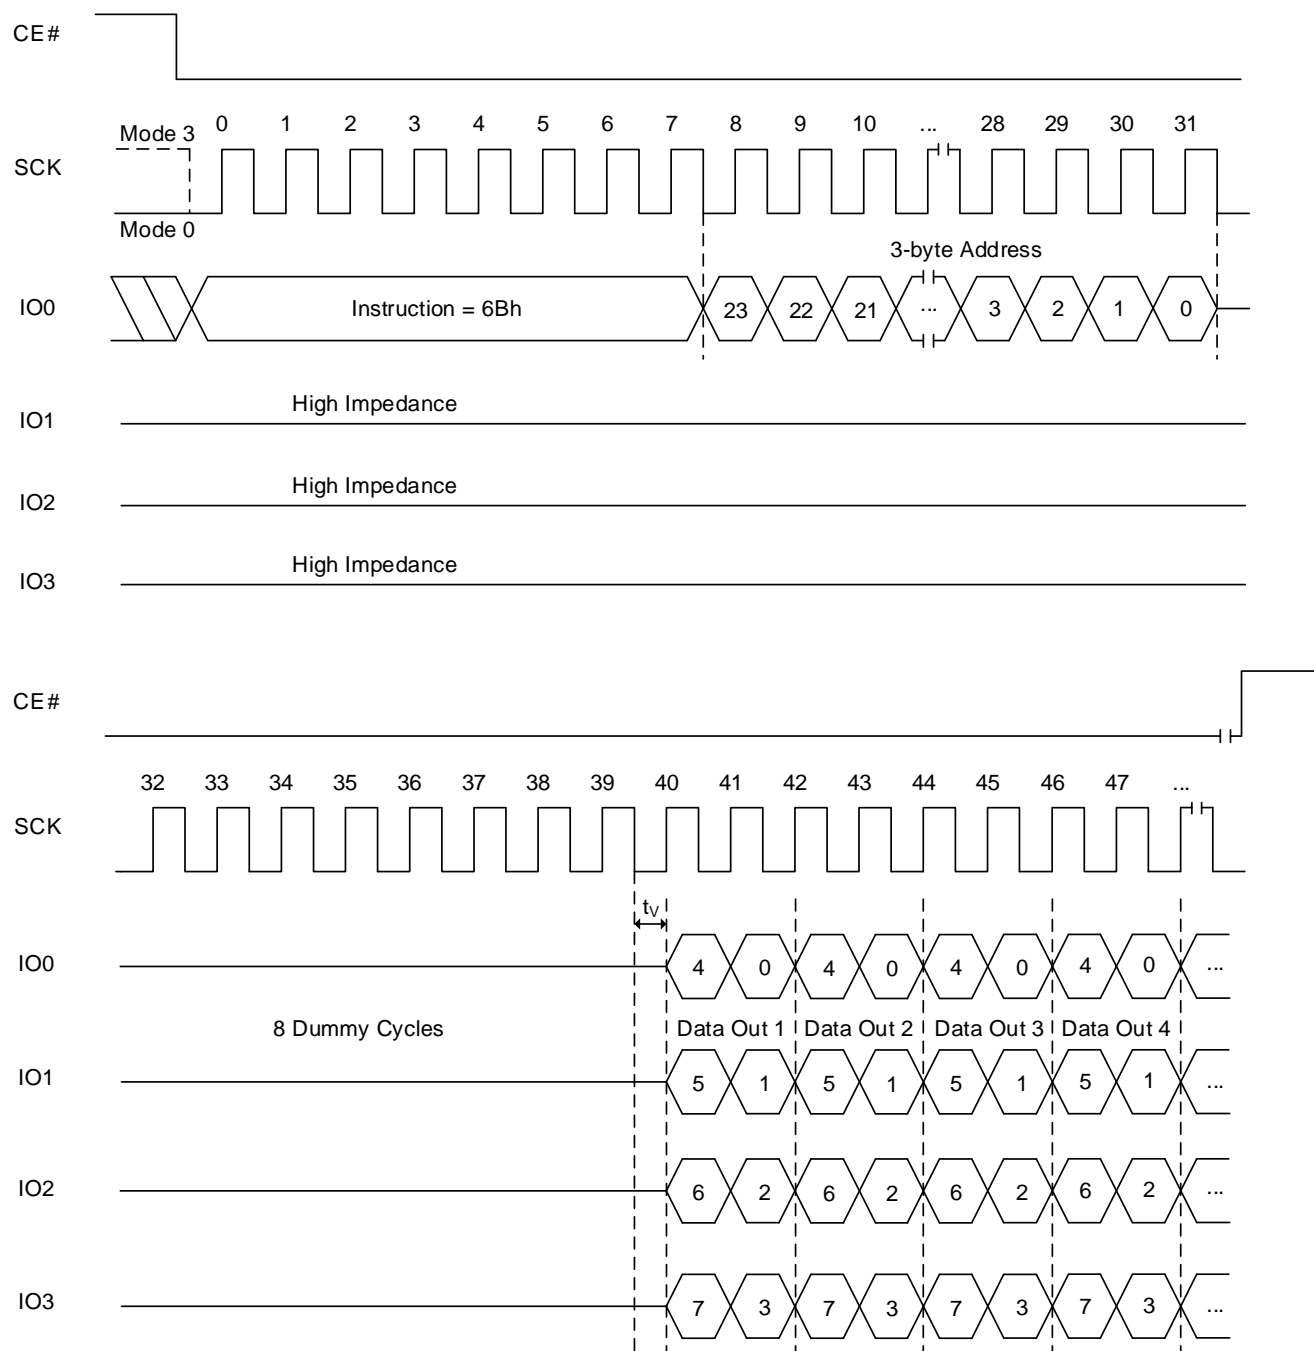 CE#
Mode 3 0 1 2 3 4 5 6 7 8 9 10 ... 28 29 30 31
SCK
Mode 0
3-byte Address
IO0 Instruction = 6Bh 23 22 21 ... 3 2 1 0
High Impedance
IO1
High Impedance
IO2
High Impedance
IO3
CE#
32 33 34 35 36 37 38 39 40 41 42 43 44 45 46 47 ...
SCK
tV
IO0 4 0 4 0 4 0 4 0 ...
8 Dummy Cycles Data Out 1 Data Out 2 Data Out 3 Data Out 4
IO1 5 1 5 1 5 1 5 1 ...
IO2 6 2 6 2 6 2 6 2 ...
IO3 7 3 7 3 7 3 7 3 ...